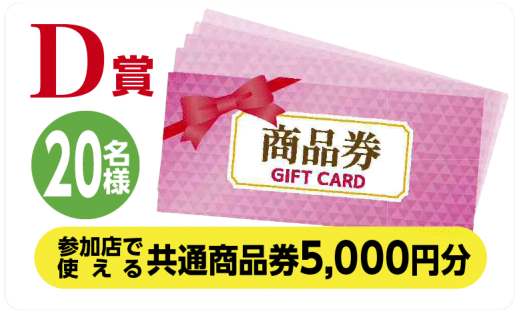 D賞
20名様
商品券
GIFT CARD
参加店で
使える
共通商品券5,000円分